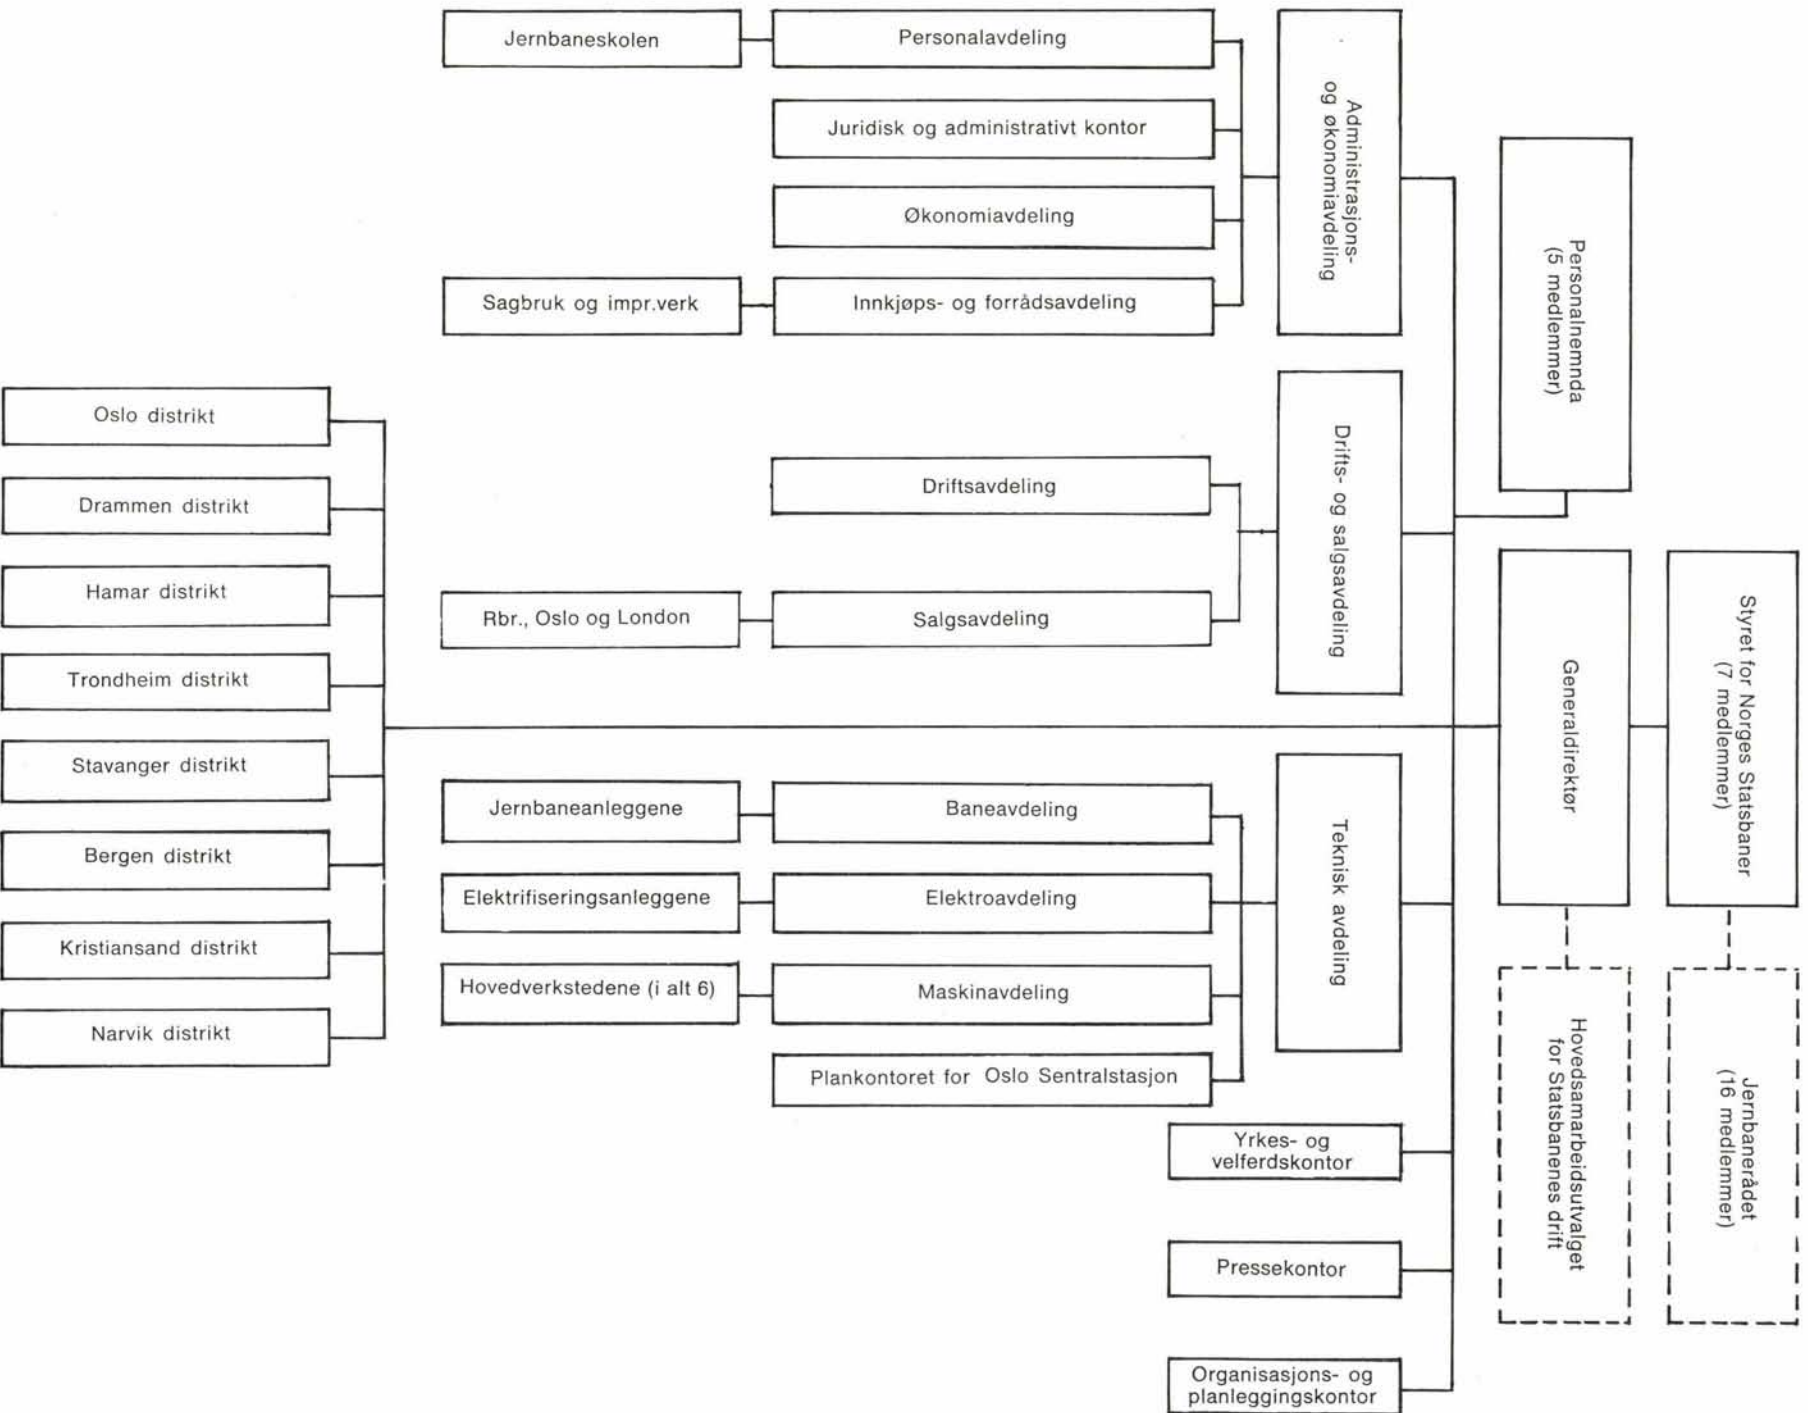 Styret for Norges Statsbaner
(7 medlemmer)
Jernbanerådet
(16 medlemmer)
Generaldirektør
Hovedsamarbeidsutvalget
for Statsbanenes drift
Personalnemnda
(5 medlemmer)
Administrasjons-
og økonomiavdeling
Personalavdeling
Jernbaneskolen
Juridisk og administrativt kontor
Økonomiavdeling
Innkjøps- og forrådsavdeling
Sagbruk og impr.verk
Drifts- og salgsavdeling
Driftsavdeling
Salgsavdeling
Rbr., Oslo og London
Teknisk avdeling
Baneavdeling
Jernbaneanleggene
Elektroavdeling
Elektrifiseringsanleggene
Maskinavdeling
Hovedverkstedene (i alt 6)
Plankontoret for Oslo Sentralstasjon
Yrkes- og
velferdskontor
Pressekontor
Organisasjons- og
planleggingskontor
Oslo distrikt
Drammen distrikt
Hamar distrikt
Trondheim distrikt
Stavanger distrikt
Bergen distrikt
Kristiansand distrikt
Narvik distrikt